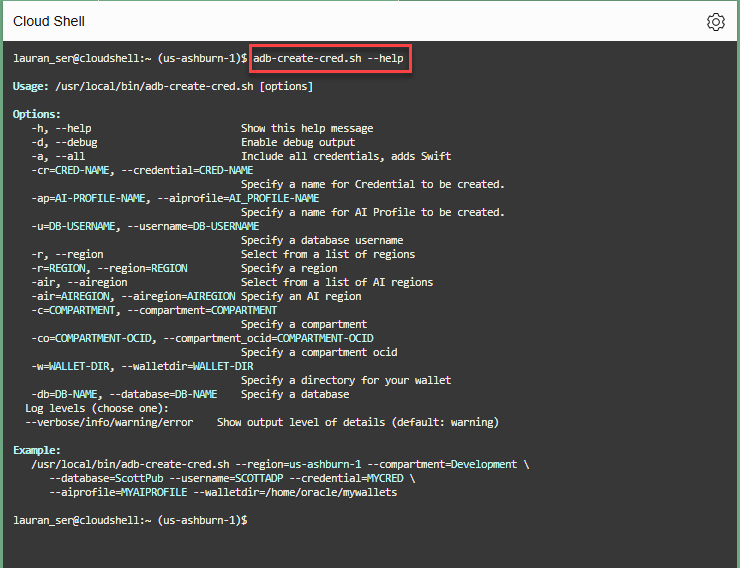 Cloud Shell
lauran_ser@cloudshell:~ (us-ashburn-1)$ adb-create-cred.sh --help
Usage: /usr/local/bin/adb-create-cred.sh [options]
Options:
-h, --help Show this help message
-d, --debug Enable debug output
-a, --all Include all credentials, adds Swift
-cr=CRED-NAME, --credential=CRED-NAME
Specify a name for Credential to be created.
-ap=AI-PROFILE-NAME, --aiprofile=AI_PROFILE-NAME
Specify a name for AI Profile to be created.
-u=DB-USERNAME, --username=DB-USERNAME
Specify a database username
-r, --region Select from a list of regions
-r=REGION, --region=REGION Specify a region
-air, --airegion Select from a list of AI regions
-air=AIREGION, --airegion=AIREGION Specify an AI region
-c=COMPARTMENT, --compartment=COMPARTMENT
Specify a compartment
-co=COMPARTMENT-OCID, --compartment_ocid=COMPARTMENT-OCID
Specify a compartment ocid
-w=WALLET-DIR, --walletdir=WALLET-DIR
Specify a directory for your wallet
-db=DB-NAME, --database=DB-NAME Specify a database
Log levels (choose one):
--verbose/info/warning/error Show output level of details (default: warning)
Example:
/usr/local/bin/adb-create-cred.sh --region=us-ashburn-1 --compartment=Development \
--database=ScottPub --username=SCOTTADP --credential=MYCRED \
--aiprofile=MYAIPROFILE --walletdir=/home/oracle/mywallets
lauran_ser@cloudshell:~ (us-ashburn-1)$